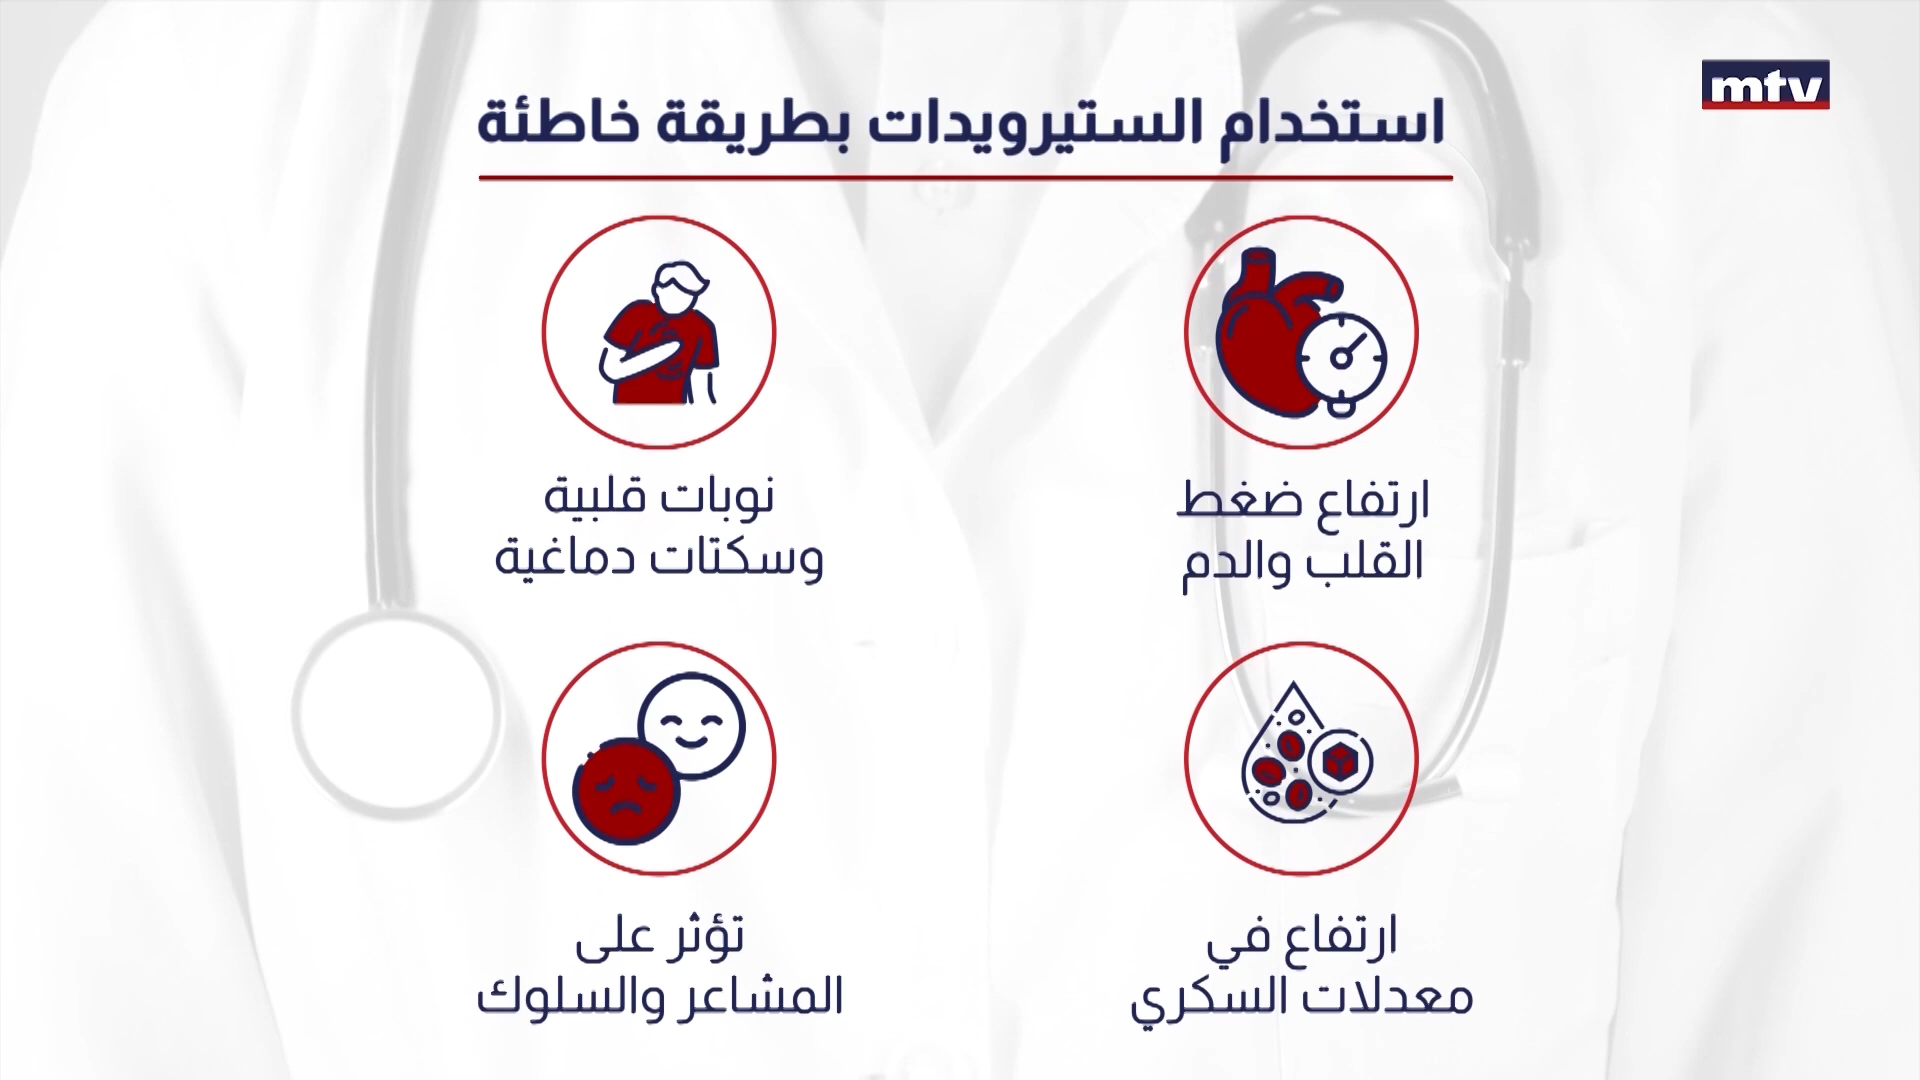 mtv
استخدام الستيرويدات بطريقة خاطئة
ارتفاع ضغط
القلب والدم
نوبات قلبية
وسكتات دماغية
ارتفاع في
معدلات السكري
تؤثر على
المشاعر والسلوك